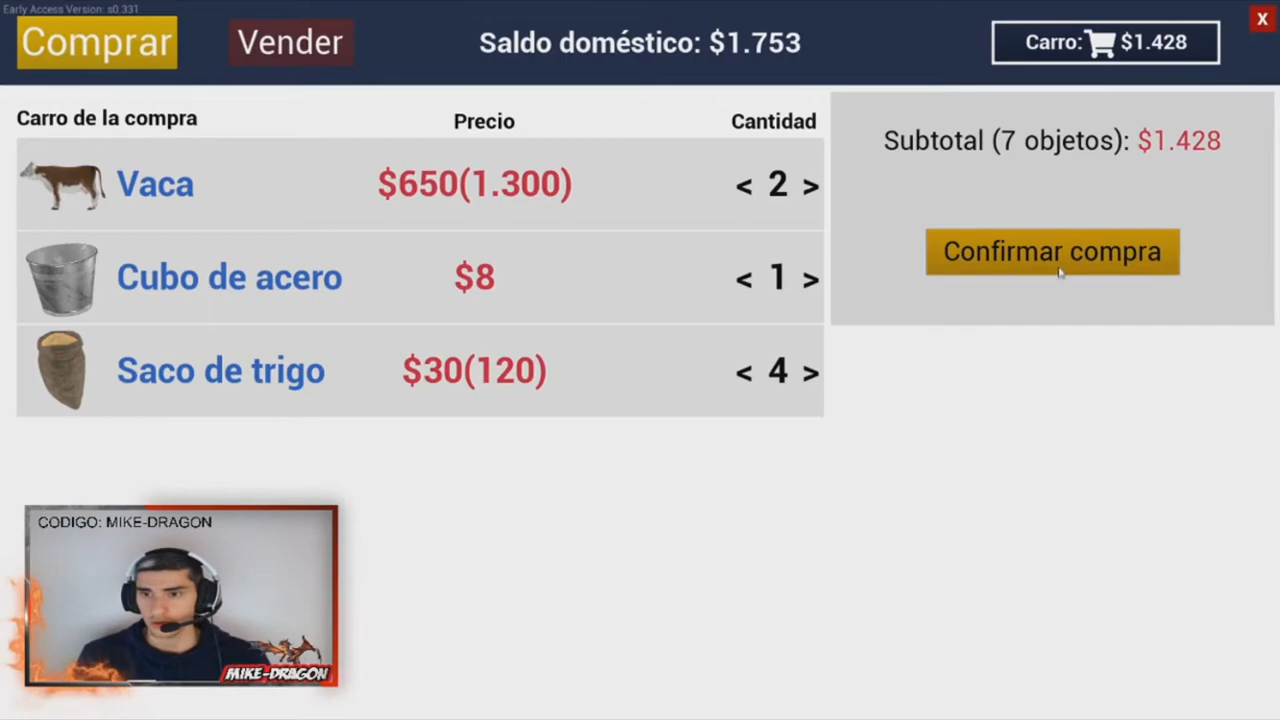 Early Access Version: s0.331
Comprar
Vender
Saldo doméstico: $1.753
Carro: $1.428
X
Carro de la compra
Precio
Cantidad
Vaca
$650(1.300)
< 2 >
Cubo de acero
$8
< 1 >
Saco de trigo
$30(120)
< 4 >
Subtotal (7 objetos): $1.428
Confirmar compra
CODIGO: MIKE-DRAGON
MIKE-DRAGON